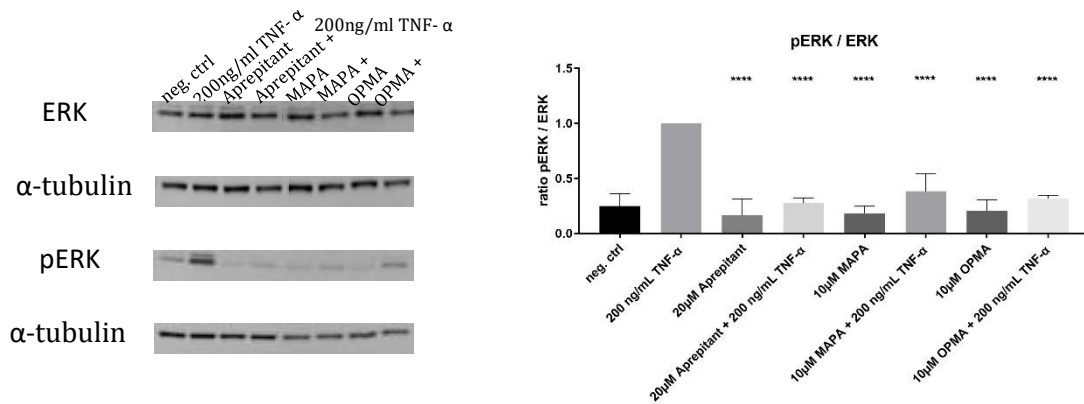 neg. ctrl
200ng/ml TNF- α
Aprepitant
Aprepitant + 200ng/ml TNF- α
MAPA
MAPA +
OPMA
OPMA +
ERK
α-tubulin
pERK
α-tubulin
pERK / ERK
ratio pERK / ERK
1.5
1.0
0.5
0.0
**** **** **** **** **** ****
neg. ctrl
200 ng/mL TNF-α
20μM Aprepitant
20μM Aprepitant + 200 ng/mL TNF-α
10μM MAPA
10μM MAPA + 200 ng/mL TNF-α
10μM OPMA
10μM OPMA + 200 ng/mL TNF-α